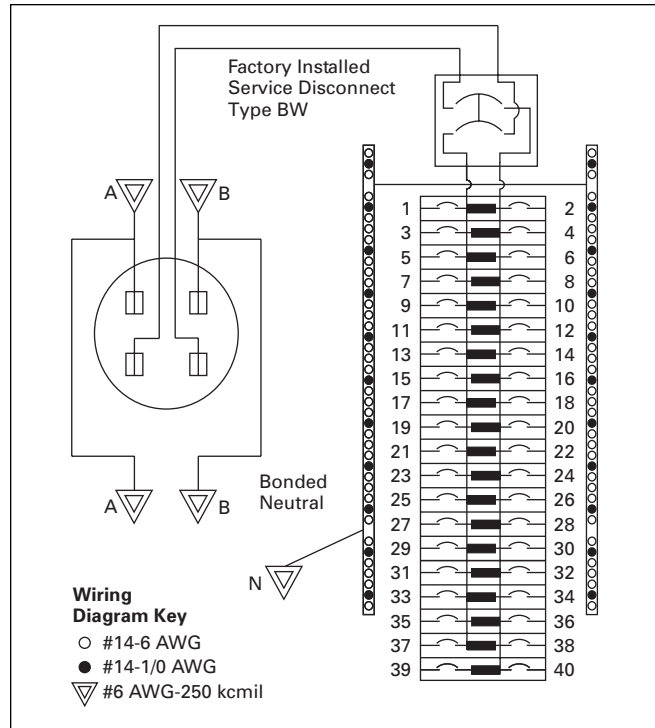 Factory Installed
Service Disconnect
Type BW
A B
1 2
3 4
5 6
7 8
9 10
11 12
13 14
15 16
17 18
19 20
21 22
23 24
25 26
27 28
29 30
31 32
33 34
35 36
37 38
39 40
A B
Bonded
Neutral
N
Wiring
Diagram Key
#14-6 AWG
#14-1/0 AWG
#6 AWG-250 kcmil